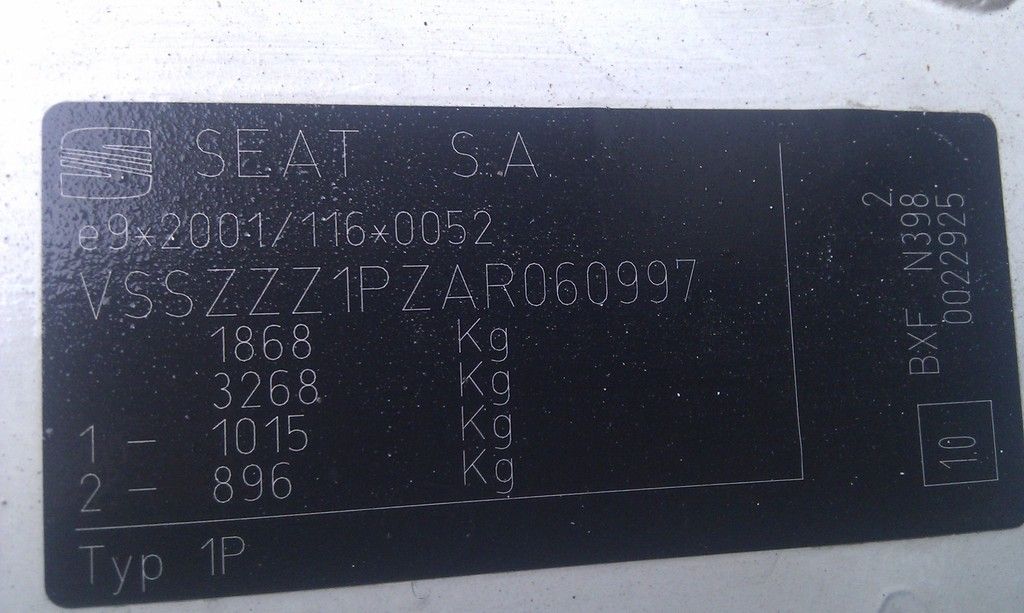 SEAT S.A
e9*2001/116*0052
VSSZZZ1PZAR060997
1868 Kg
3268 Kg
1 - 1015 Kg
2 - 896 Kg
Typ 1P
2
BXF N398
0022925
10